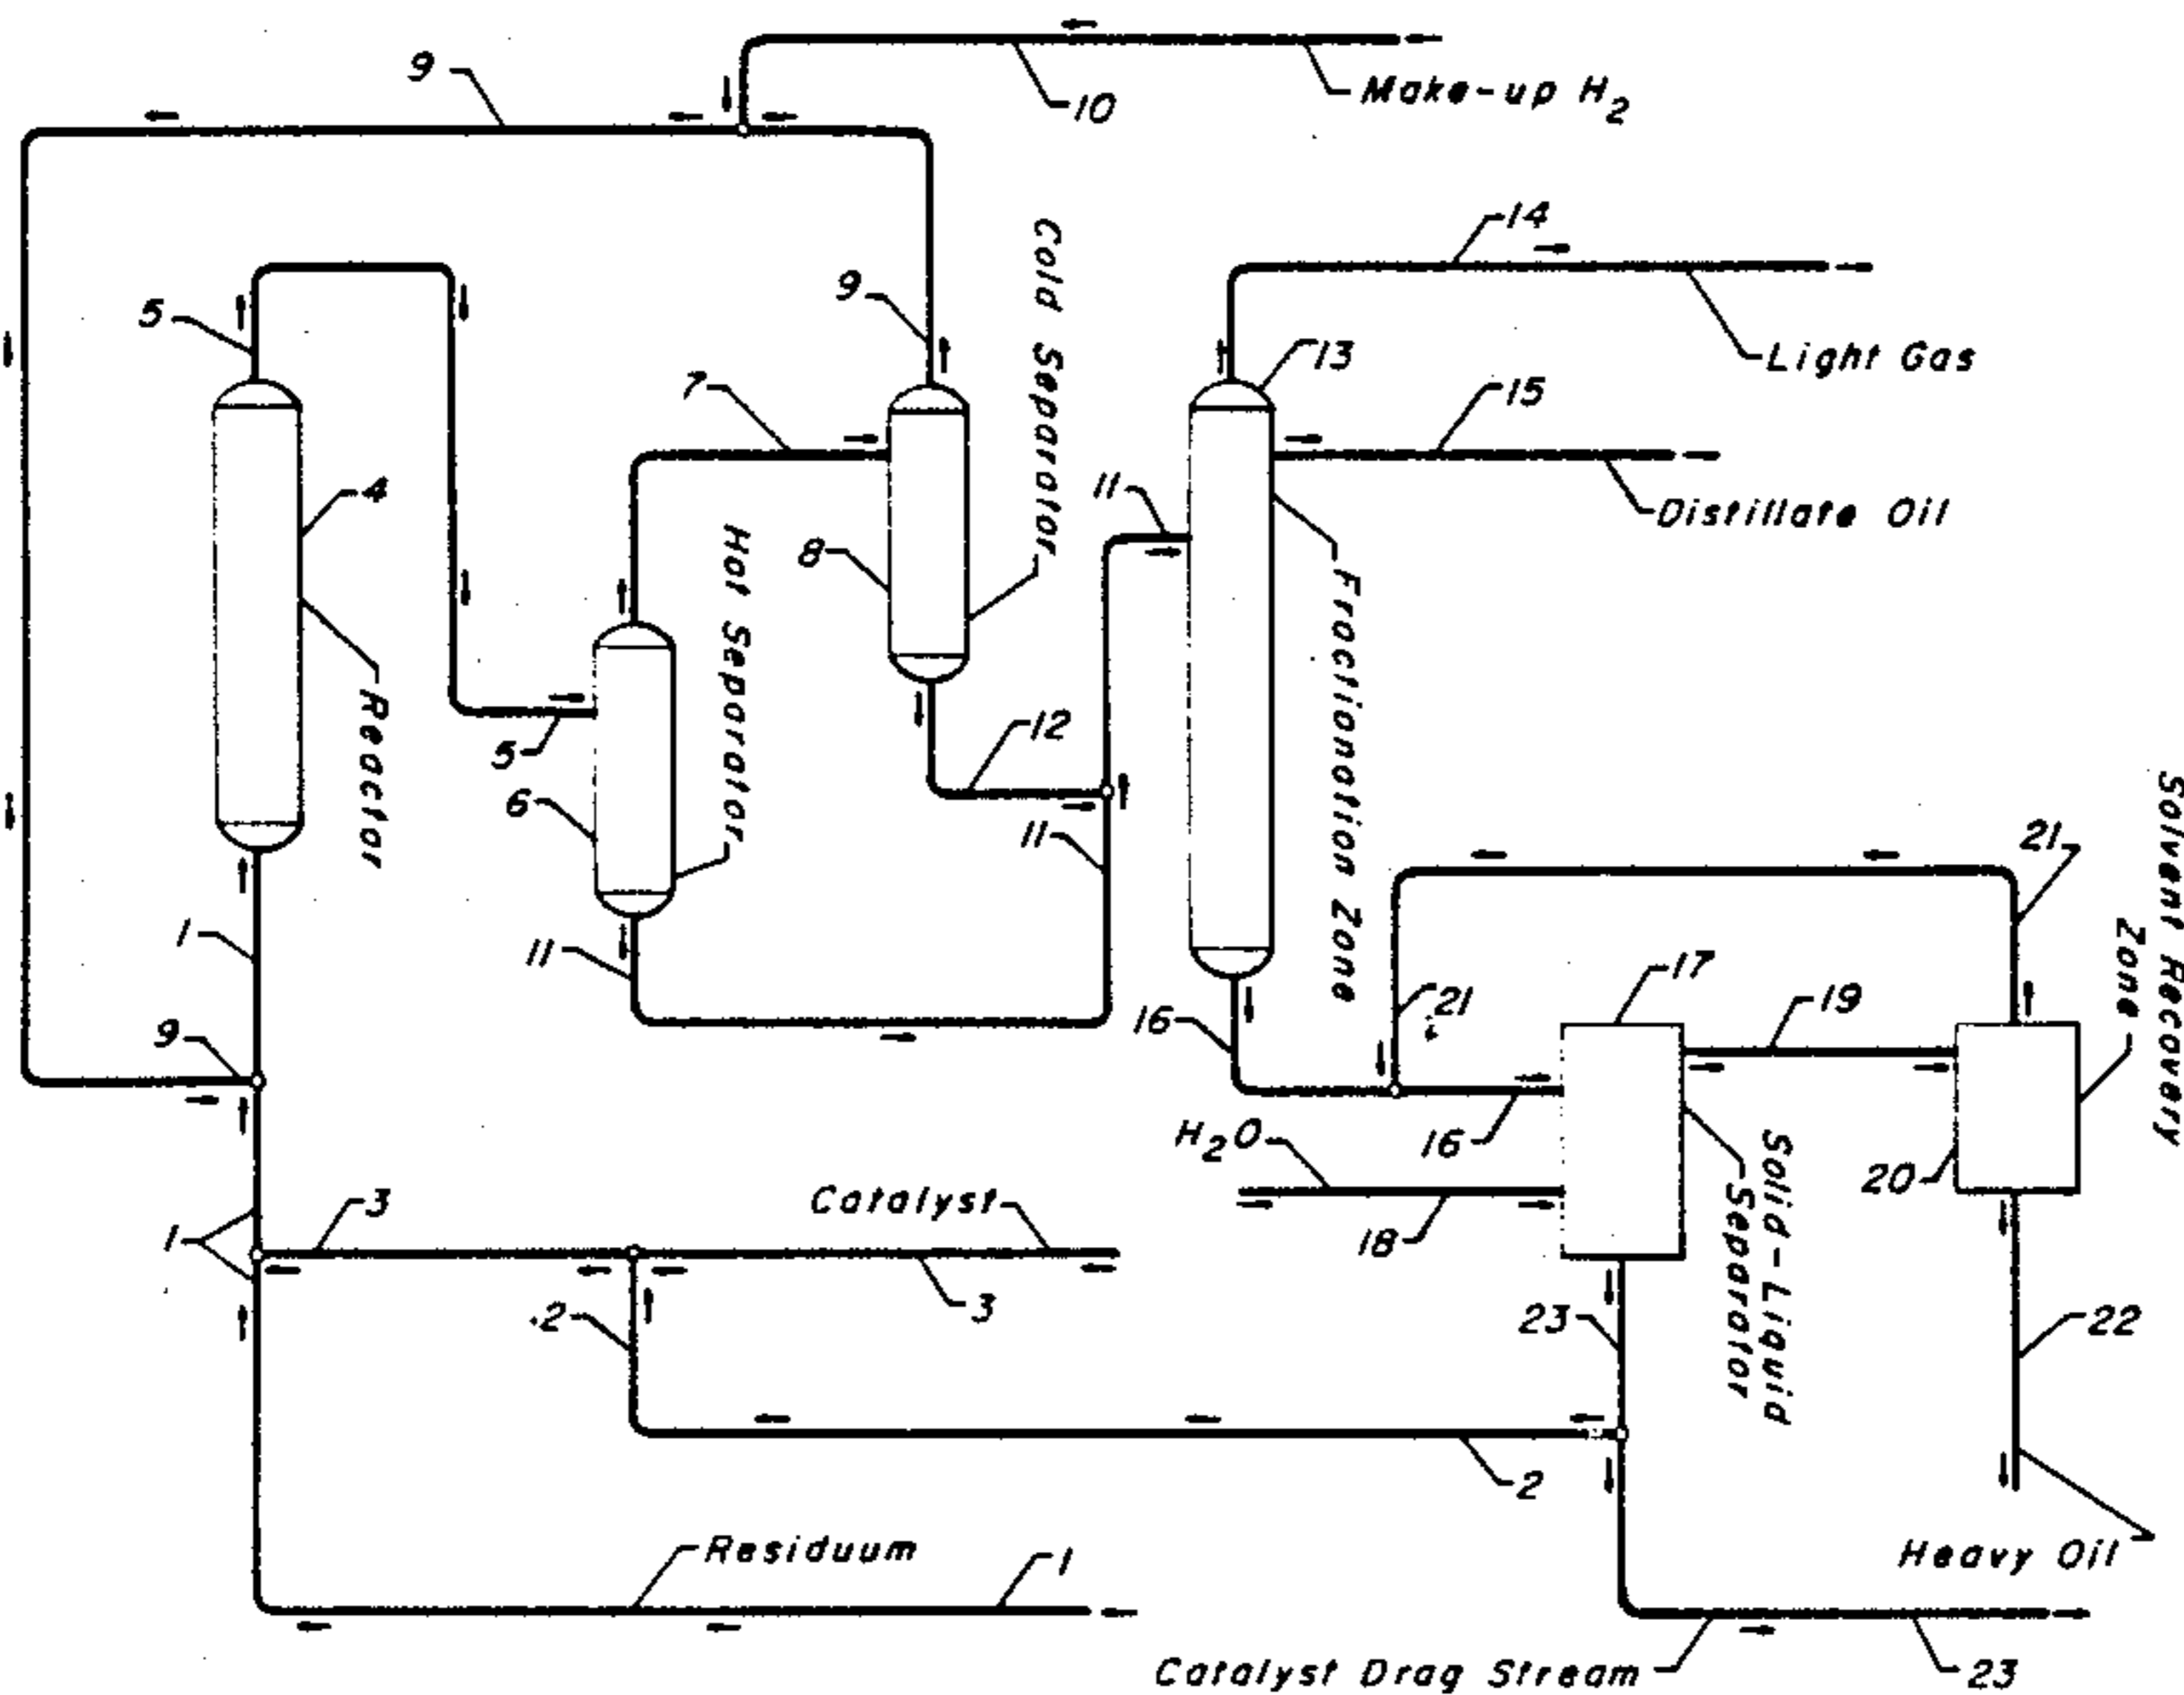 9
10
Make-up H2
14
Light Gas
5
9
Cold Separator
13
7
15
Distillate Oil
4
11
8
Hot Separator
Fractionation Zone
Reactor
5
12
6
11
21
Solvent Recovery
Zone
1
11
17
19
21
16
9
H2O
16
20
Solid-Liquid
Separator
3
Catalyst
18
1
2
3
23
22
2
Residuum
1
Heavy Oil
Catalyst Drag Stream
23